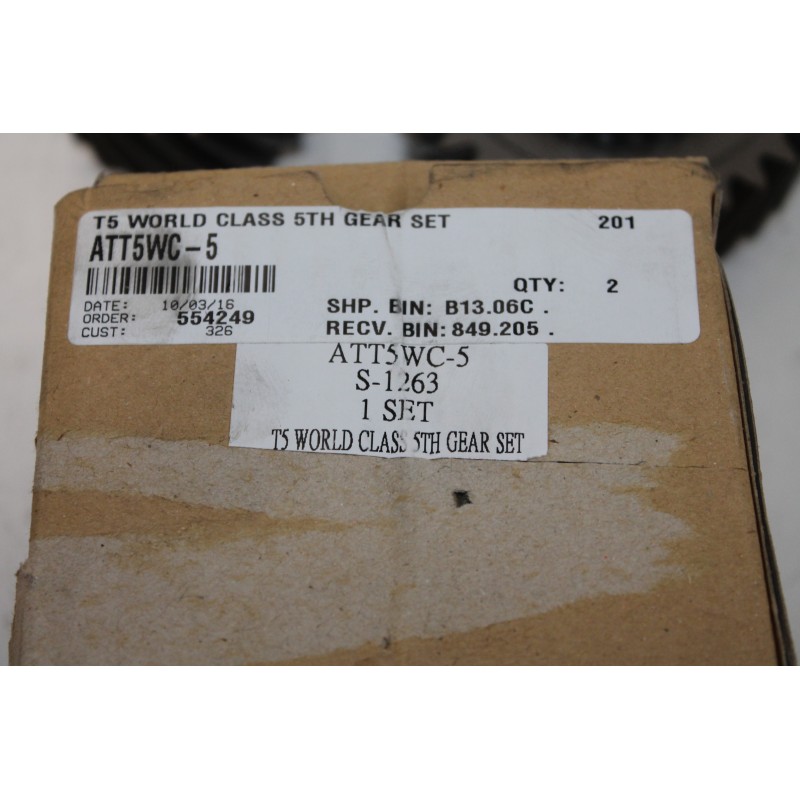 T5 WORLD CLASS 5TH GEAR SET 201
ATT5WC-5
QTY: 2
DATE: 10/03/16 SHP. BIN: B13.06C .
ORDER: 554249 RECV. BIN: 849.205 .
CUST: 326
ATT5WC-5
S-1263
1 SET
T5 WORLD CLASS 5TH GEAR SET